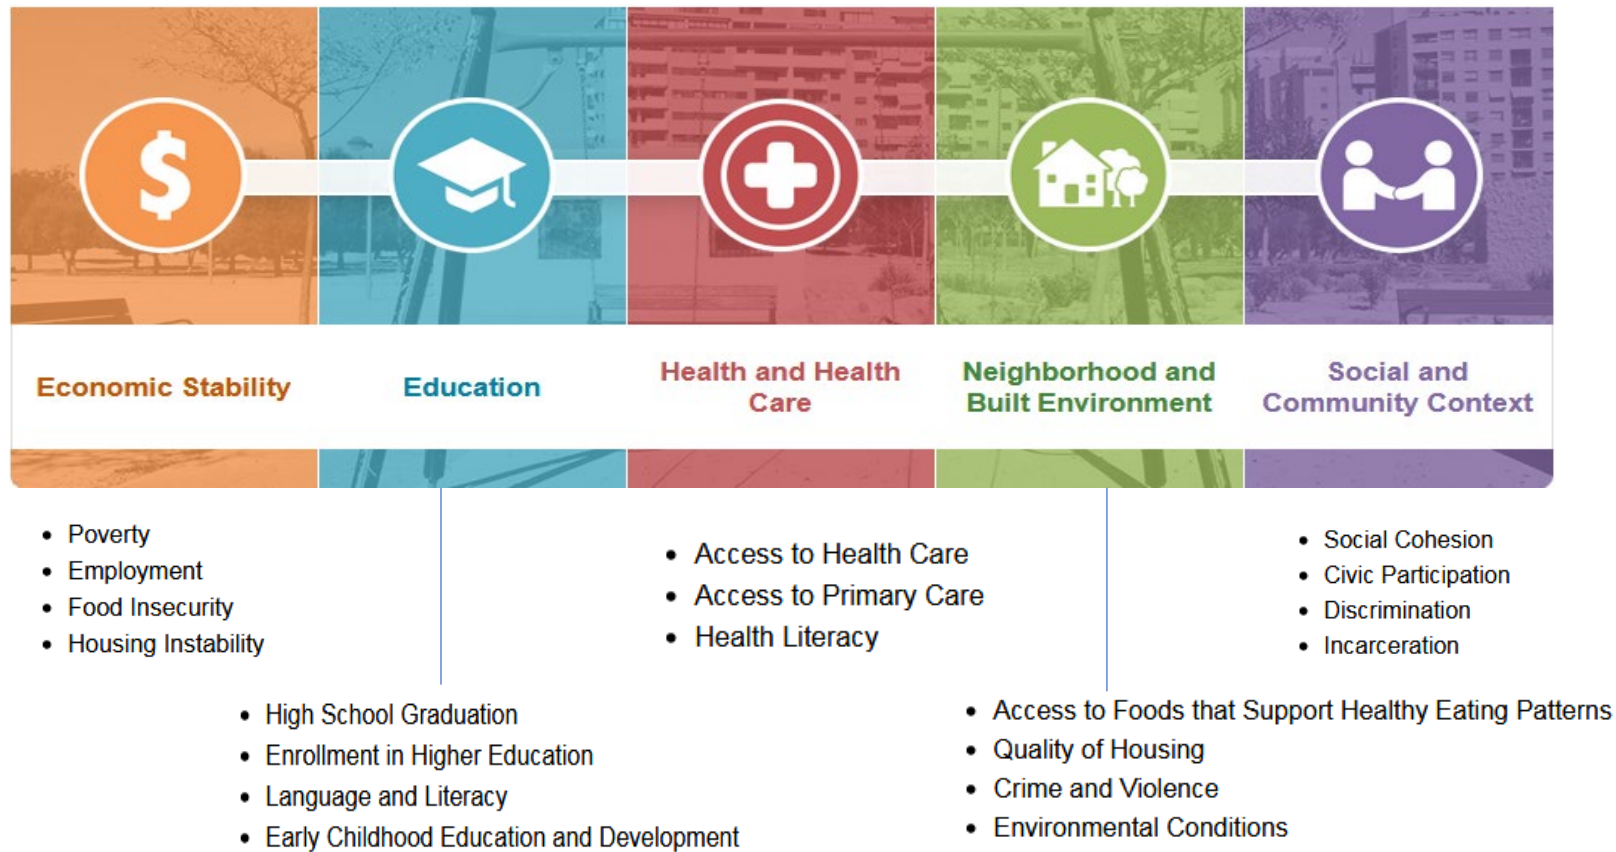 $
Economic Stability
Education
Health and Health
Care
Neighborhood and
Built Environment
Social and
Community Context
• Poverty
• Employment
• Food Insecurity
• Housing Instability
• High School Graduation
• Enrollment in Higher Education
• Language and Literacy
• Early Childhood Education and Development
• Access to Health Care
• Access to Primary Care
• Health Literacy
• Access to Foods that Support Healthy Eating Patterns
• Quality of Housing
• Crime and Violence
• Environmental Conditions
• Social Cohesion
• Civic Participation
• Discrimination
• Incarceration